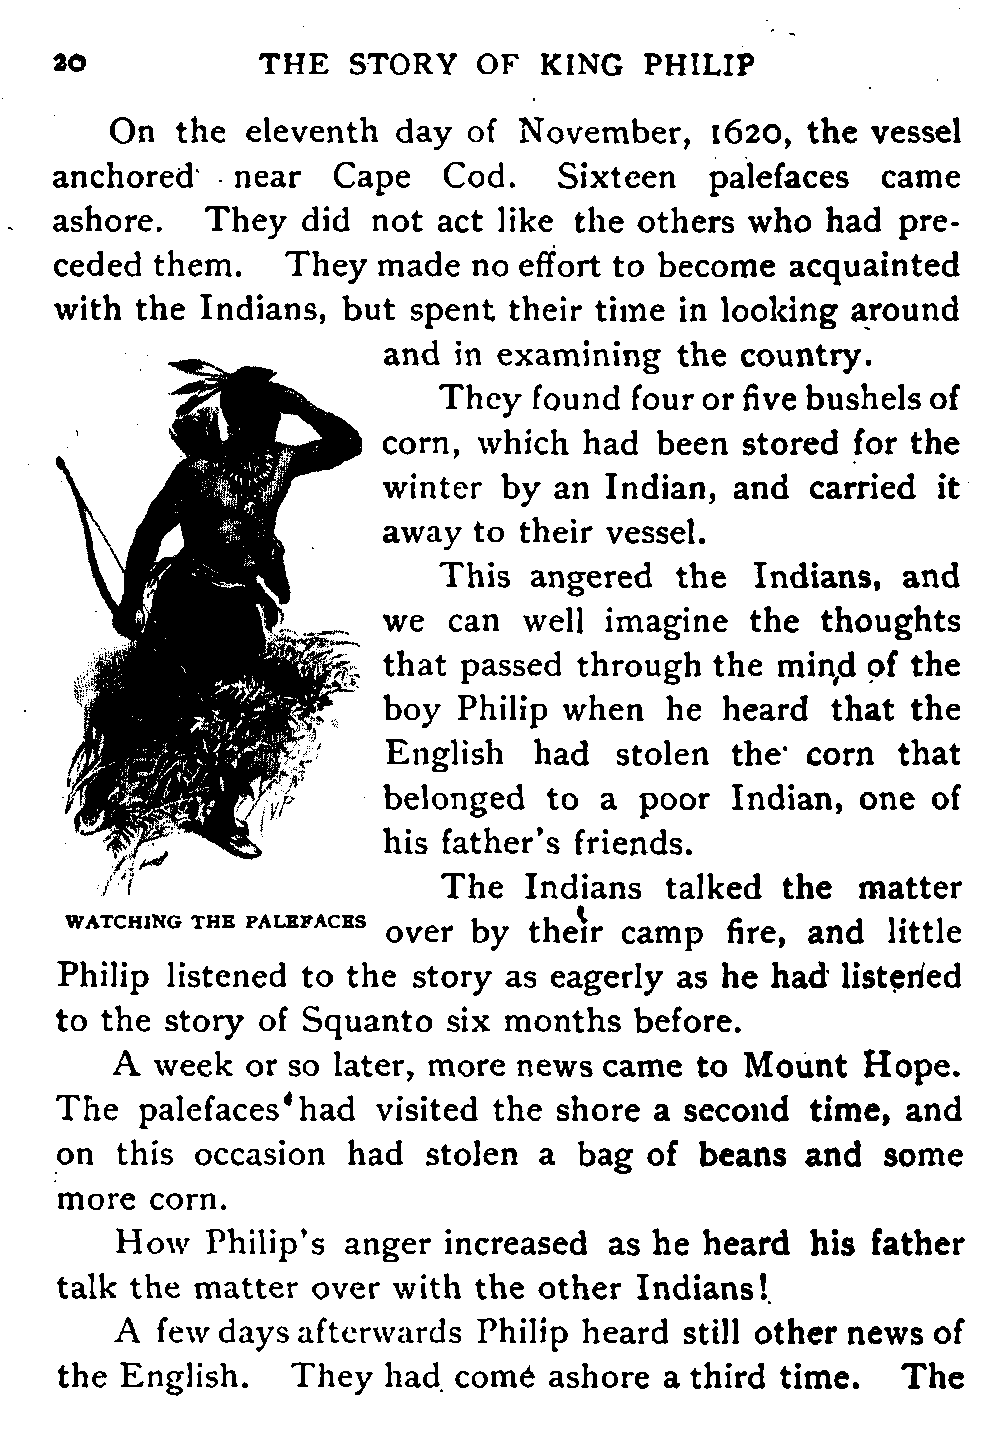 20 THE STORY OF KING PHILIP
On the eleventh day of November, 1620, the vessel
anchored near Cape Cod. Sixteen palefaces came
ashore. They did not act like the others who had pre-
ceded them. They made no effort to become acquainted
with the Indians, but spent their time in looking around
and in examining the country.
They found four or five bushels of
corn, which had been stored for the
winter by an Indian, and carried it
away to their vessel.
This angered the Indians, and
we can well imagine the thoughts
that passed through the mind of the
boy Philip when he heard that the
English had stolen the corn that
belonged to a poor Indian, one of
his father's friends.
The Indians talked the matter
WATCHING THE PALEFACES
over by their camp fire, and little
Philip listened to the story as eagerly as he had listened
to the story of Squanto six months before.
A week or so later, more news came to Mount Hope.
The palefaces had visited the shore a second time, and
on this occasion had stolen a bag of beans and some
more corn.
How Philip's anger increased as he heard his father
talk the matter over with the other Indians!
A few days afterwards Philip heard still other news of
the English. They had come ashore a third time. The